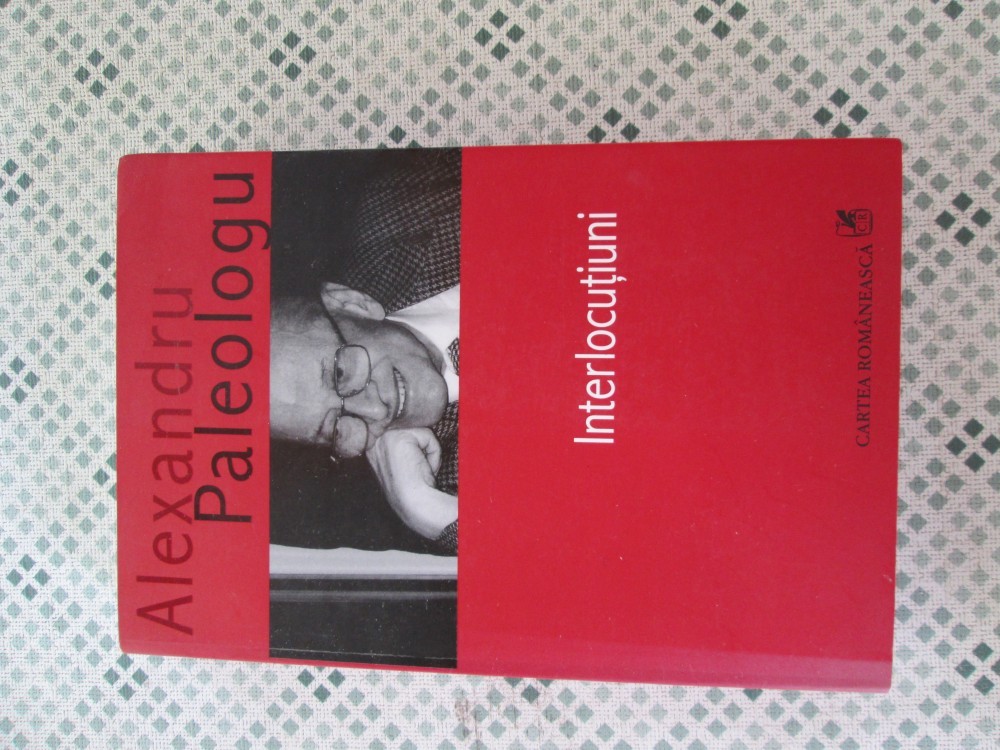 Alexandru
Paleologu
Interlocuțiuni
CARTEA ROMÂNEASCĂ
CR